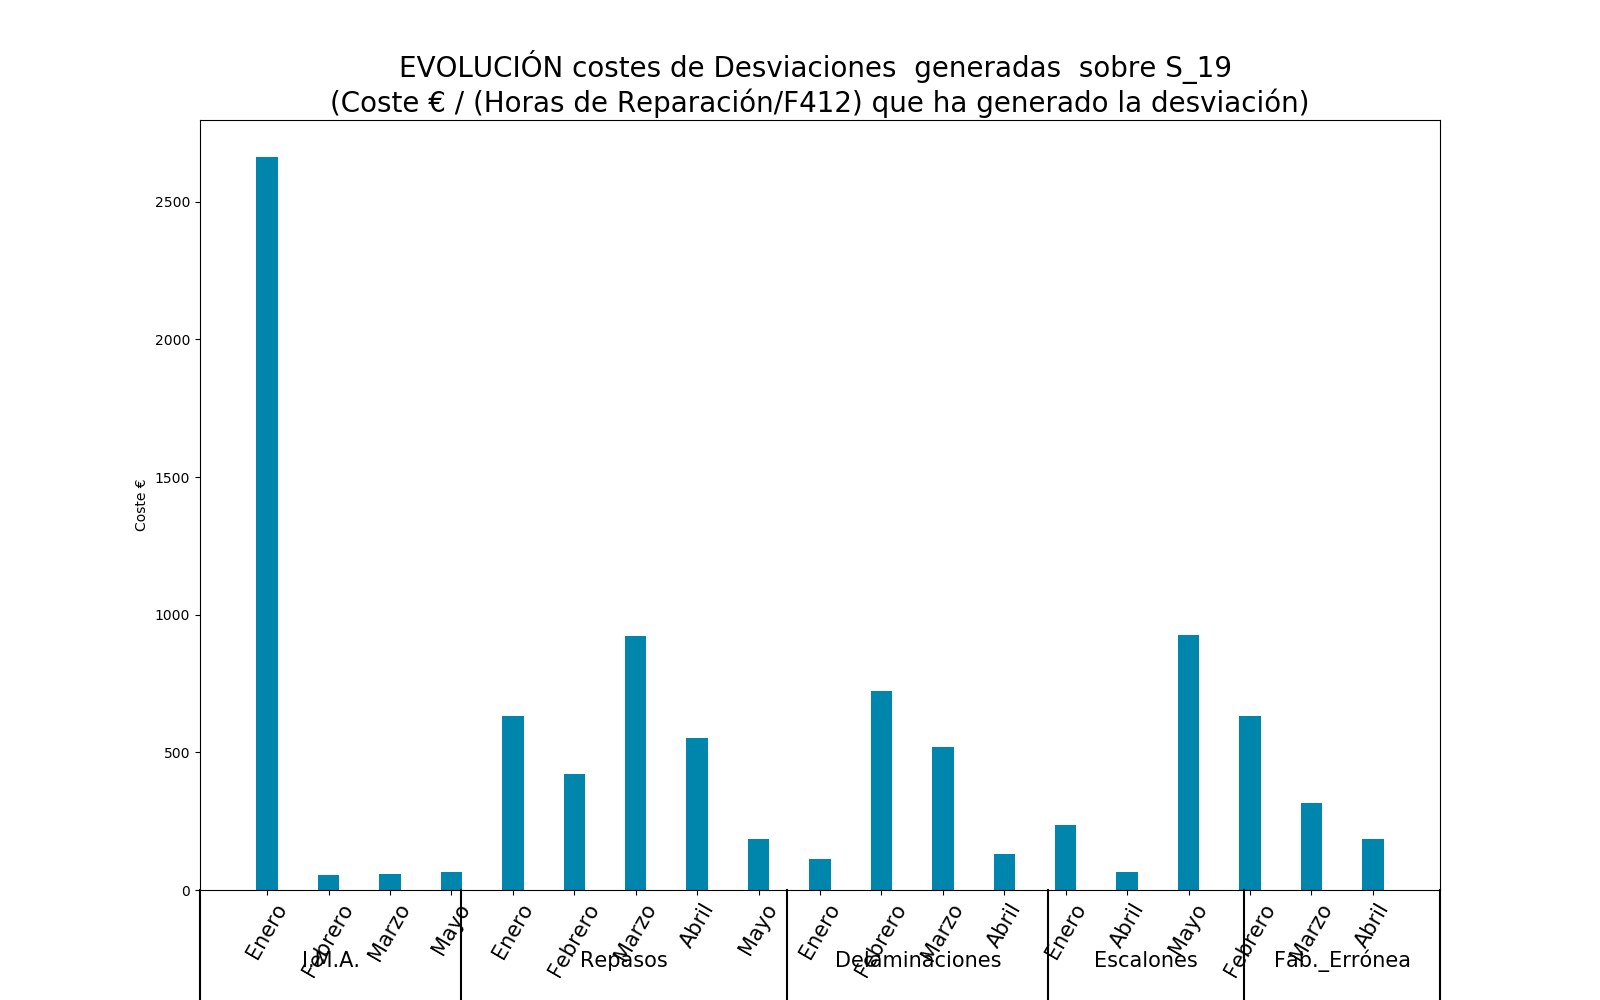 EVOLUCIÓN costes de Desviaciones  generadas  sobre S_19
(Coste € / (Horas de Reparación/F412) que ha generado la desviación)
Coste €
2500
2000
1500
1000
500
0
Enero
Febrero
Marzo
Mayo
Enero
Febrero
Marzo
Abril
Mayo
Enero
Febrero
Marzo
Abril
Enero
Abril
Mayo
Febrero
Marzo
Abril
I.M.A.
Repasos
Delaminaciones
Escalones
Fab._Errónea